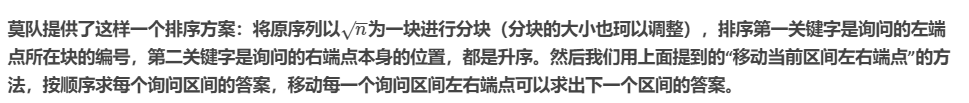 莫队提供了这样一个排序方案：将原序列以√n为一块进行分块（分块的大小也珂以调整），排序第一关键字是询问的左端
点所在块的编号，第二关键字是询问的右端点本身的位置，都是升序。然后我们用上面提到的“移动当前区间左右端点”的方
法，按顺序求每个询问区间的答案，移动每一个询问区间左右端点可以求出下一个区间的答案。